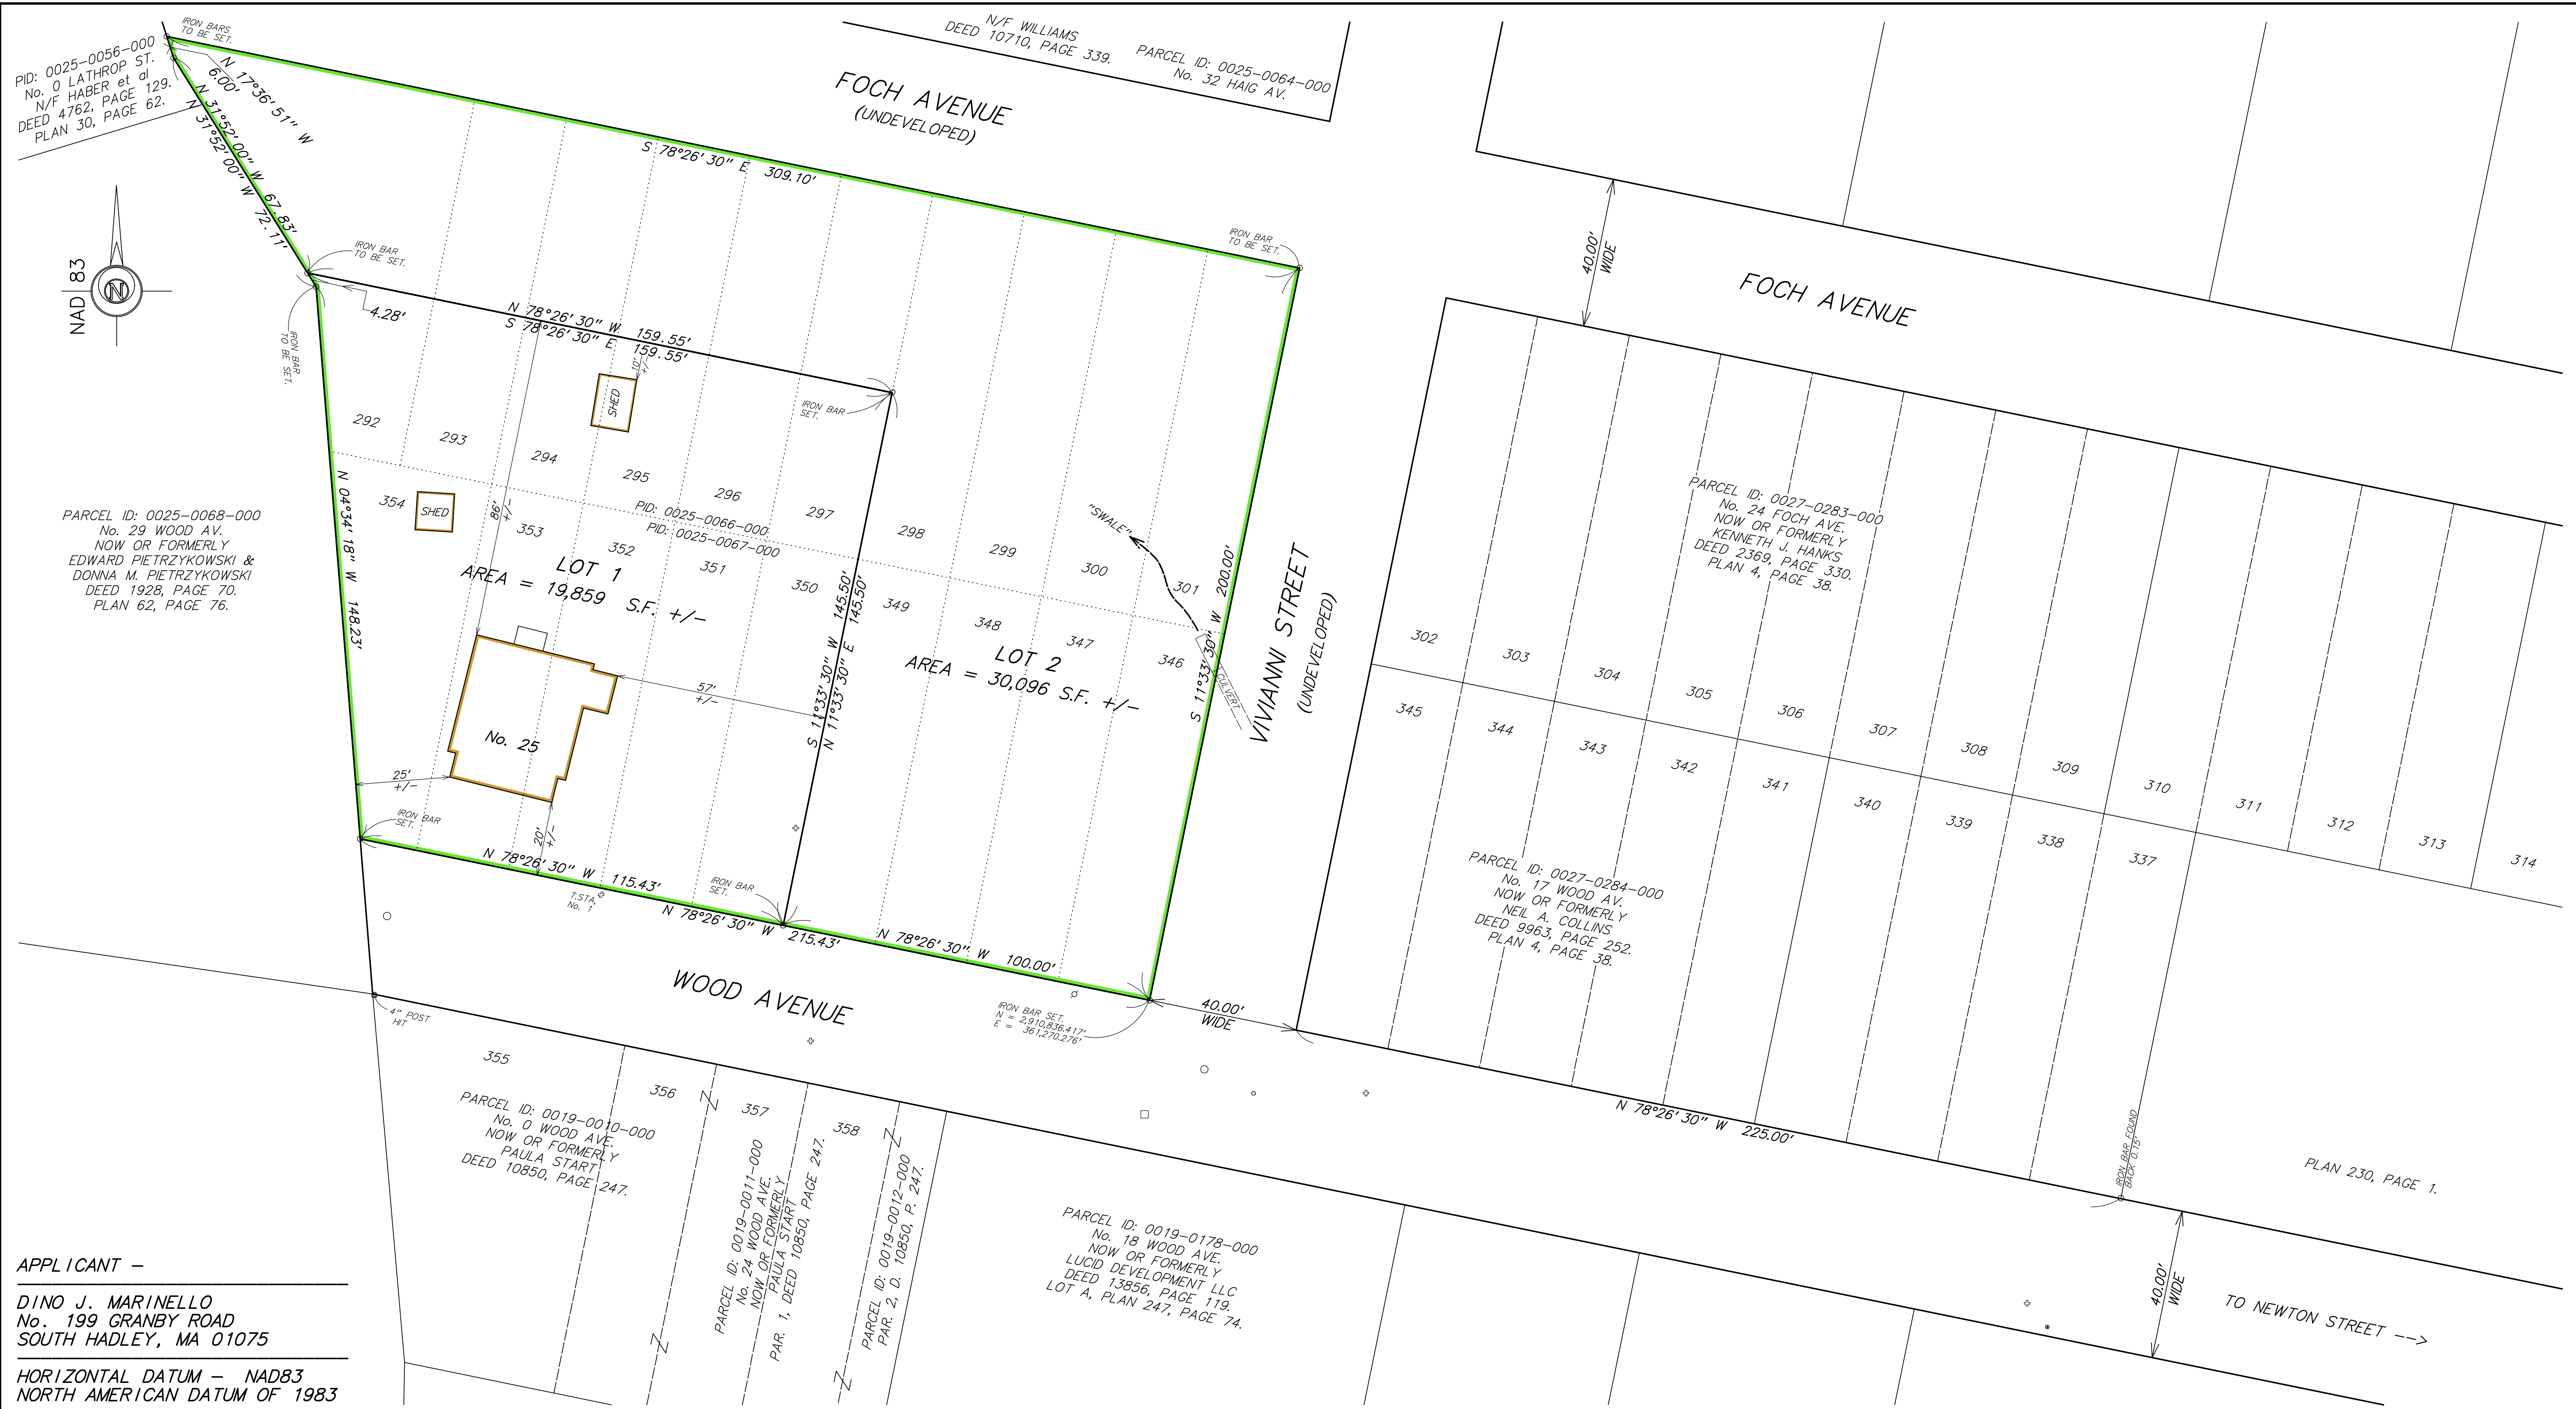 IRON BARS
TO BE SET.
PID: 0025-0056-000
No. 0 LATHROP ST.
N/F HABER et al
DEED 4762, PAGE 129.
PLAN 30, PAGE 62.
N 17°36'51" W
6.00'
N 31°52'00" W 67.83'
N 31°52'00" W 72.11'
N/F WILLIAMS
DEED 10710, PAGE 339.
PARCEL ID: 0025-0064-000
No. 32 HAIG AV.
FOCH AVENUE
(UNDEVELOPED)
S 78°26'30" E 309.10'
IRON BAR
TO BE SET.
NAD 83
N
IRON BAR
TO BE SET.
4.28'
IRON BAR
TO BE SET.
N 78°26'30" W 159.55'
S 78°26'30" E 159.55'
10'
+/-
SHED
IRON BAR
SET.
40.00'
WIDE
FOCH AVENUE
292
293
294
295
296
297
298
299
300
301
"SWALE"
354
SHED
353
352
351
350
349
348
347
346
86'
+/-
PID: 0025-0066-000
PID: 0025-0067-000
LOT 1
AREA = 19,859 S.F. +/-
LOT 2
AREA = 30,096 S.F. +/-
N 04°34'18" W 148.23'
PARCEL ID: 0025-0068-000
No. 29 WOOD AV.
NOW OR FORMERLY
EDWARD PIETRZYKOWSKI &
DONNA M. PIETRZYKOWSKI
DEED 1928, PAGE 70.
PLAN 62, PAGE 76.
S 11°33'30" W 145.50'
N 11°33'30" E 145.50'
S 11°33'30" W 200.00'
CULVERT
VIVIANNI STREET
(UNDEVELOPED)
57'
+/-
No. 25
25'
+/-
20'
+/-
IRON BAR
SET.
N 78°26'30" W 115.43'
T.STA.
No. 1
IRON BAR
SET.
N 78°26'30" W 215.43'
N 78°26'30" W 100.00'
IRON BAR SET.
N = 2,910,836.417'
E = 361,270.276'
40.00'
WIDE
WOOD AVENUE
4" POST
HIT
PARCEL ID: 0027-0283-000
No. 24 FOCH AVE.
NOW OR FORMERLY
KENNETH J. HANKS
DEED 2369, PAGE 330.
PLAN 4, PAGE 38.
302
303
304
305
306
307
308
309
310
311
312
313
314
345
344
343
342
341
340
339
338
337
PARCEL ID: 0027-0284-000
No. 17 WOOD AV.
NOW OR FORMERLY
NEIL A. COLLINS
DEED 9963, PAGE 252.
PLAN 4, PAGE 38.
N 78°26'30" W 225.00'
IRON BAR FOUND
BACK 0.15'
PLAN 230, PAGE 1.
355
356
357
358
PARCEL ID: 0019-0010-000
No. 0 WOOD AVE.
NOW OR FORMERLY
PAULA START
DEED 10850, PAGE 247.
PARCEL ID: 0019-0011-000
No. 24 WOOD AVE.
NOW OR FORMERLY
PAULA START
PAR. 1, DEED 10850, PAGE 247.
PARCEL ID: 0019-0012-000
PAR. 2, D. 10850, P. 247.
PARCEL ID: 0019-0178-000
No. 18 WOOD AVE.
NOW OR FORMERLY
LUCID DEVELOPMENT LLC
DEED 13856, PAGE 119.
LOT A, PLAN 247, PAGE 74.
40.00'
WIDE
TO NEWTON STREET -->
APPLICANT -
DINO J. MARINELLO
No. 199 GRANBY ROAD
SOUTH HADLEY, MA 01075
HORIZONTAL DATUM - NAD83
NORTH AMERICAN DATUM OF 1983